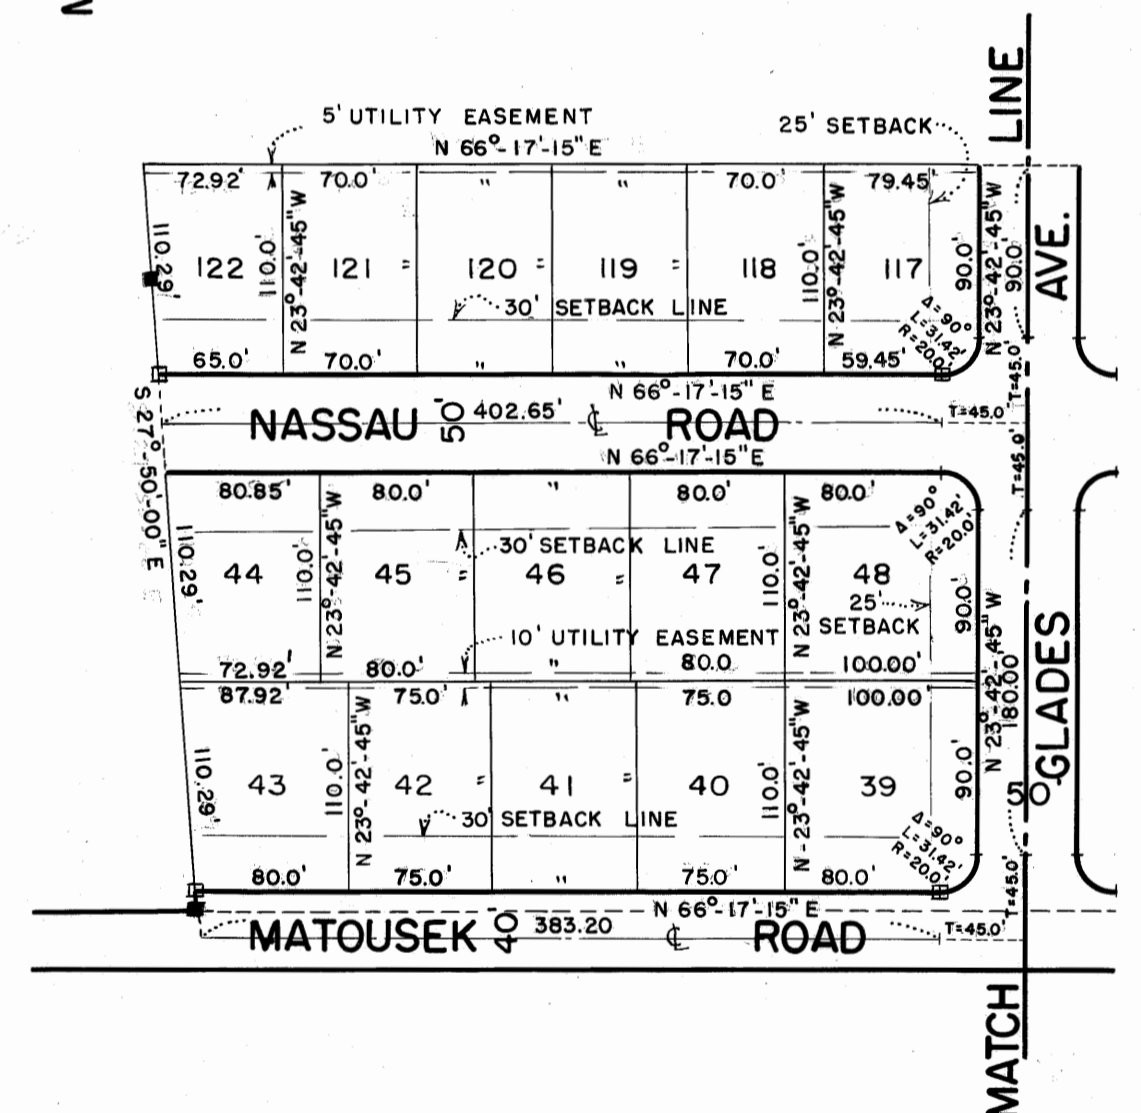 LINE
5' UTILITY EASEMENT
25' SETBACK
N 66°-17'-15" E
72.92' 70.0' " " 70.0' 79.45'
110.29' 122 110.0' N 23°-42'-45"W 121 " 120 " 119 " 118 110.0' N 23°-42'-45"W 117 90.0' N 23°-42'-45"W 90.0' AVE.
30' SETBACK LINE
Δ=90°
L=31.42'
R=20.0'
65.0' 70.0' " " 70.0' 59.45'
T=45.0'
N 66°-17'-15" E
S 27°-50'-00" E
NASSAU 50' 402.65' ℄ ROAD T=45.0'
T=45.0'
N 66°-17'-15" E
80.85' 80.0' " 80.0' 80.0'
Δ=90°
L=31.42'
R=20.0'
30' SETBACK LINE
110.29' 44 110.0' N 23°-42'-45"W 45 " 46 " 47 110.0' N 23°-42'-45"W 48 90.0'
25'
SETBACK
10' UTILITY EASEMENT
72.92' 80.0' " 80.0 100.00'
N 23°-42'-45" W
180.00
50' GLADES
87.92' 75.0' " 75.0 100.00'
110.29' 43 110.0' N 23°-42'-45"W 42 " 41 " 40 110.0' N-23°-42'-45"W 39 90.0'
30' SETBACK LINE
Δ=90°
L=31.42'
R=20.0'
80.0' 75.0' " 75.0' 80.0'
T=45.0'
N 66°-17'-15" E
MATOUSEK 40' 383.20 ℄ ROAD T=45.0'
MATCH